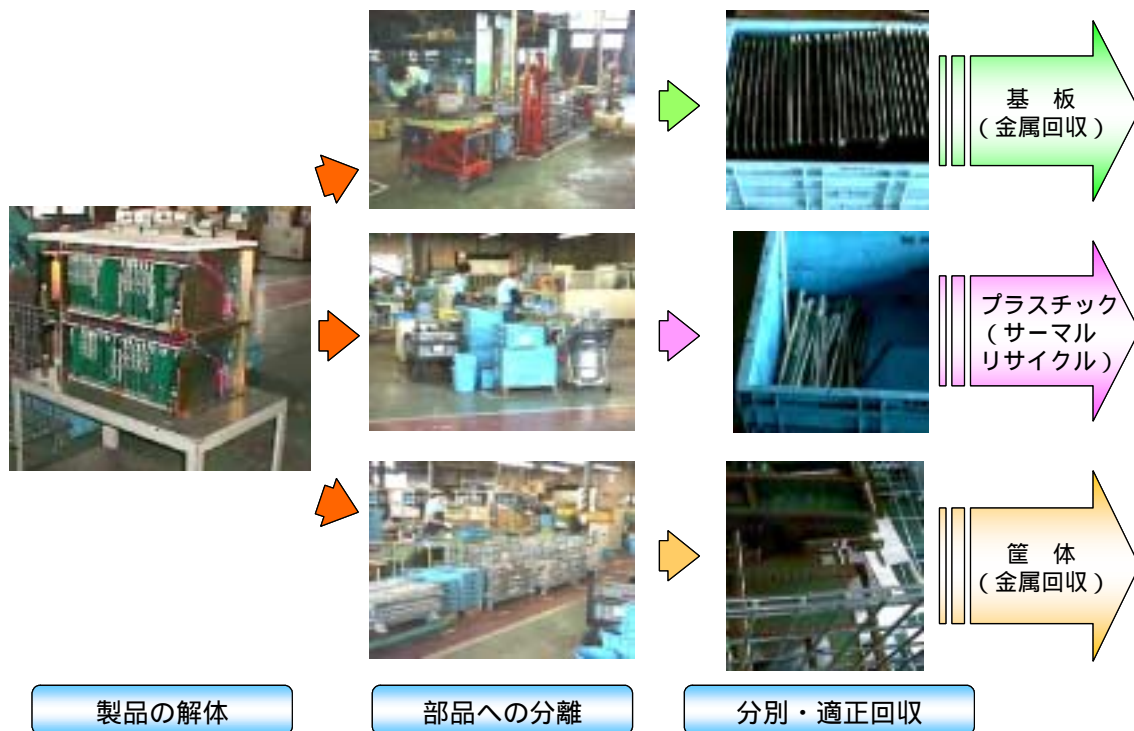 基　板
(金属回収)
プラスチック
(サーマル
リサイクル)
筐　体
(金属回収)
製品の解体
部品への分離
分別・適正回収